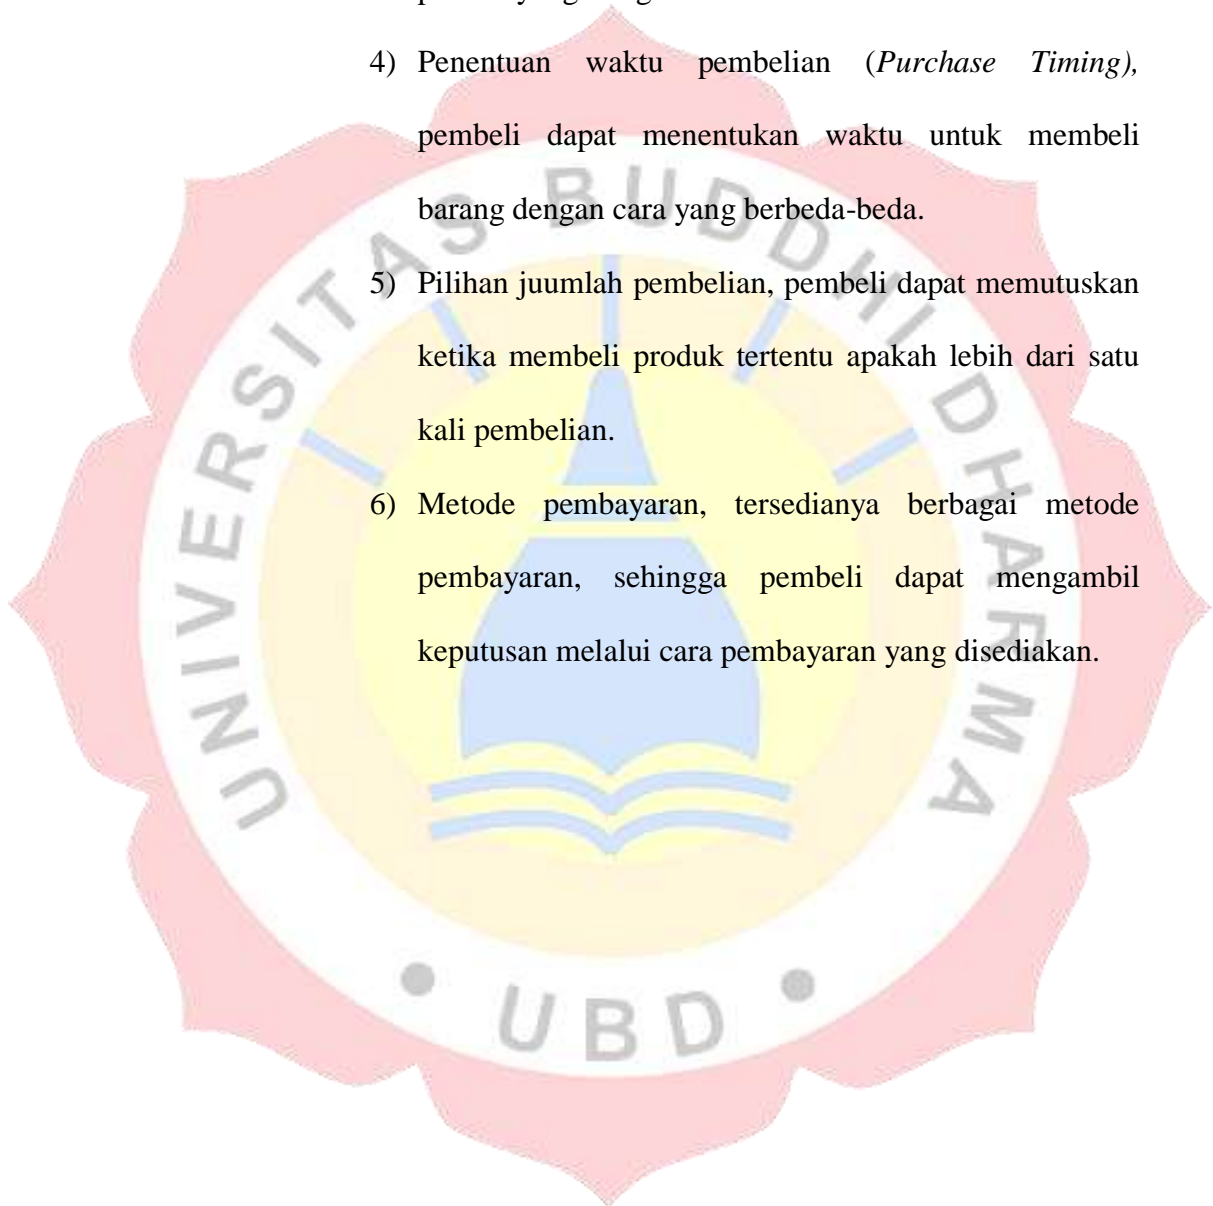 4) Penentuan waktu pembelian (Purchase Timing),
pembeli dapat menentukan waktu untuk membeli
barang dengan cara yang berbeda-beda.
5) Pilihan juumlah pembelian, pembeli dapat memutuskan
ketika membeli produk tertentu apakah lebih dari satu
kali pembelian.
6) Metode pembayaran, tersedianya berbagai metode
pembayaran, sehingga pembeli dapat mengambil
keputusan melalui cara pembayaran yang disediakan.
UNIVERSITAS BUDDHI DHARMA
• UBD •